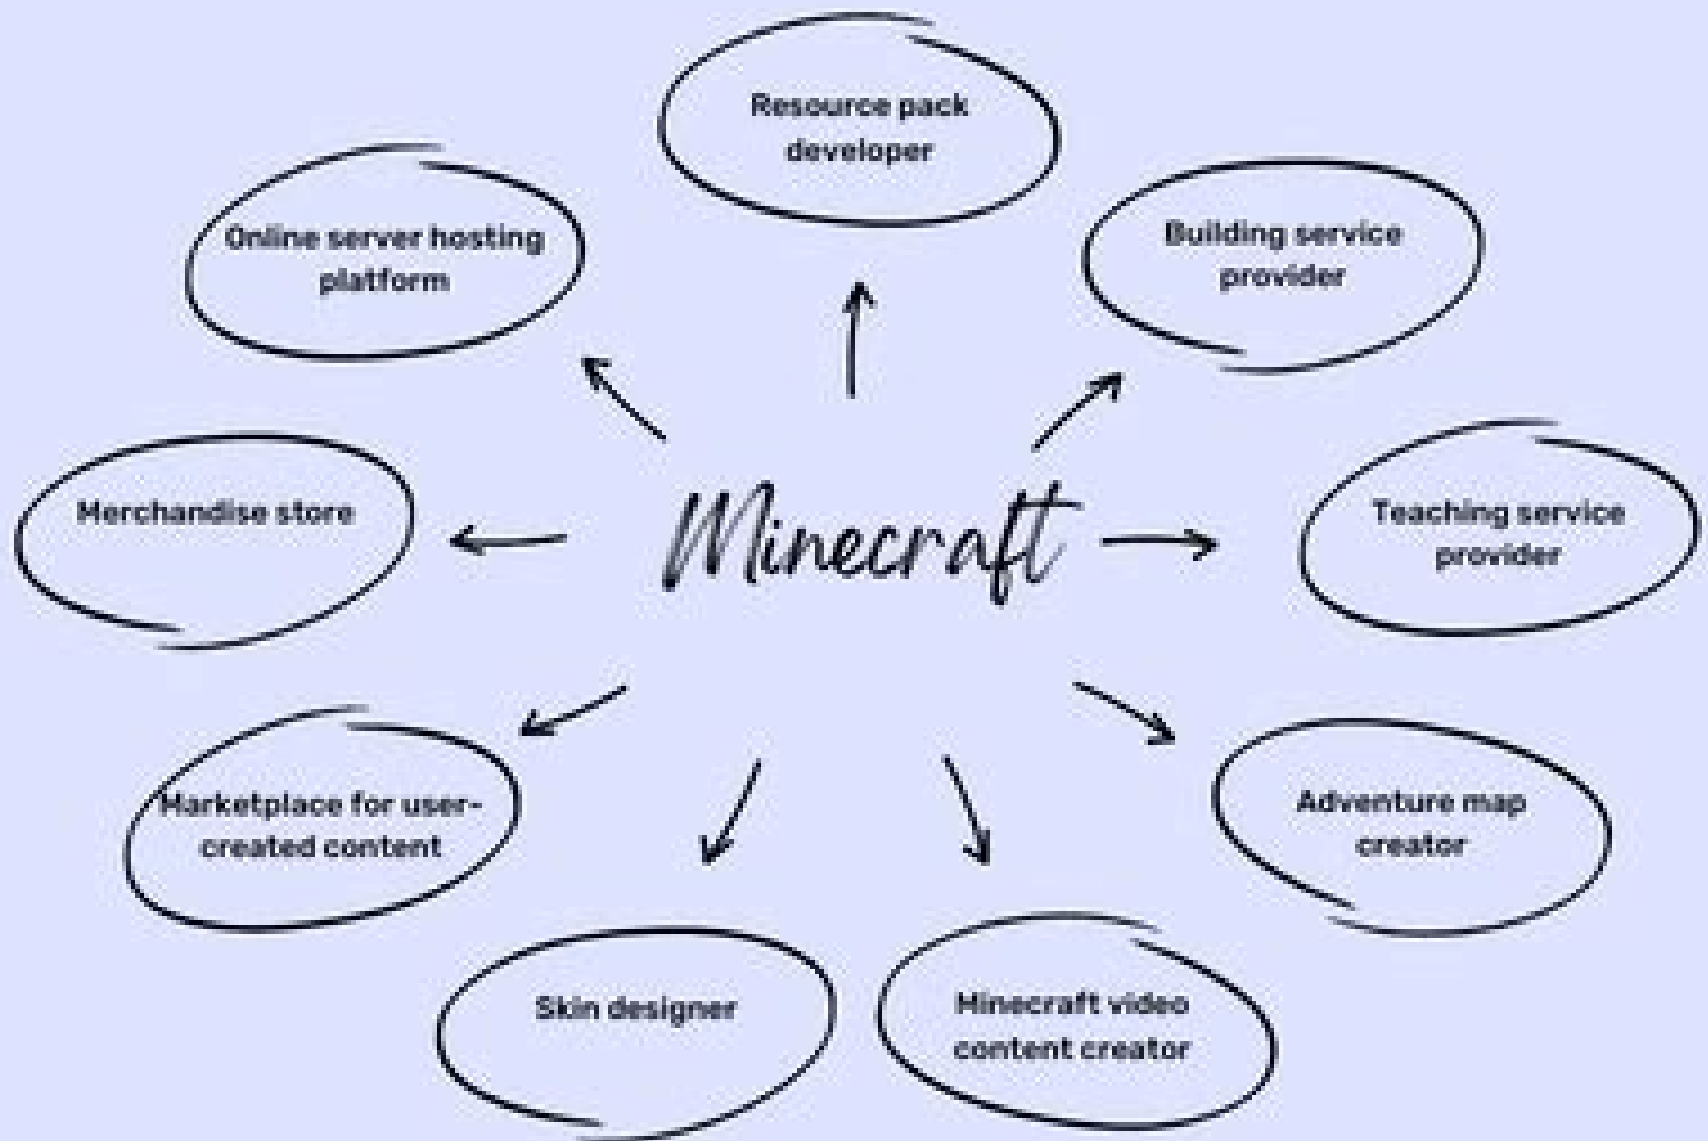 Resource pack
developer
Online server hosting
platform
Building service
provider
Merchandise store
Minecraft
Teaching service
provider
Marketplace for user-
created content
Adventure map
creator
Skin designer
Minecraft video
content creator